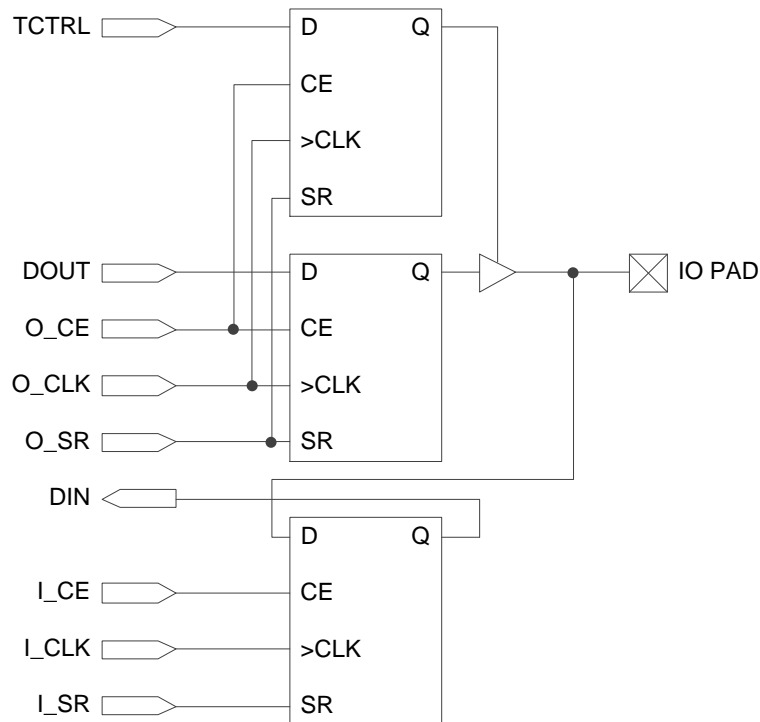 TCTRL D Q
CE
>CLK
SR
DOUT D Q IO PAD
O_CE CE
O_CLK >CLK
O_SR SR
DIN
D Q
I_CE CE
I_CLK >CLK
I_SR SR